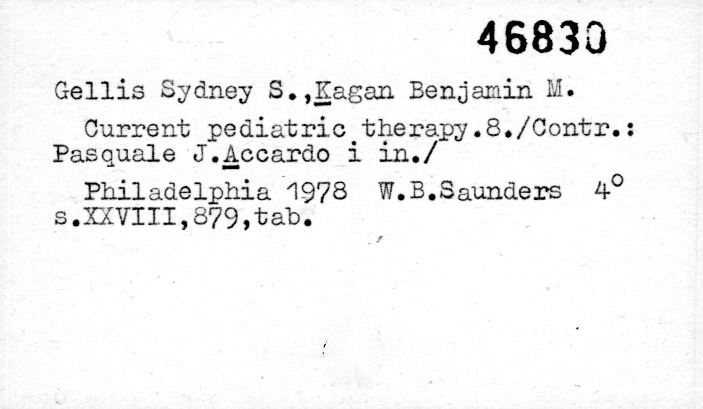 46830
Gellis Sydney S.,Kagan Benjamin M.
Current pediatric therapy.8./Contr.:
Pasquale J.Accardo i in./
Philadelphia 1978 W.B.Saunders 4°
s.XXVIII,879,tab.